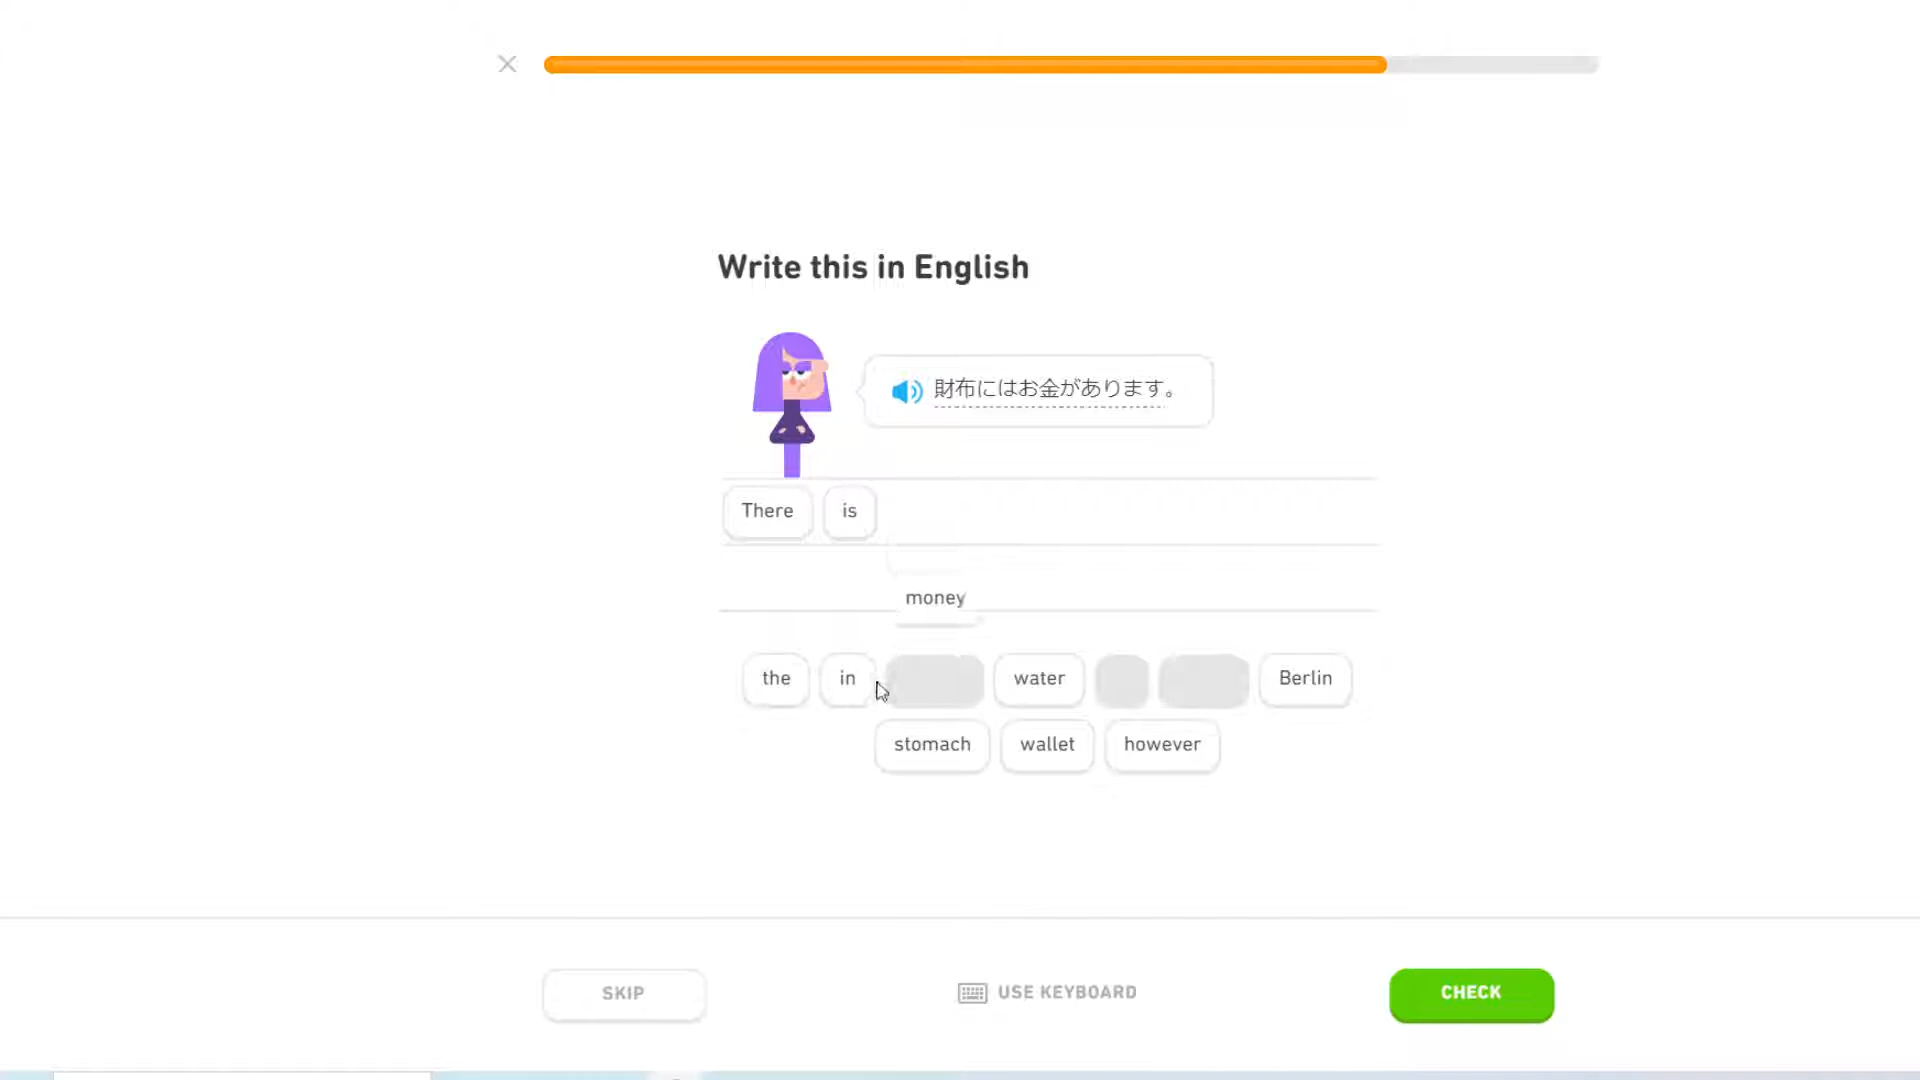 Write this in English
財布にはお金があります。
There is
money
the in water Berlin
stomach wallet however
SKIP USE KEYBOARD CHECK